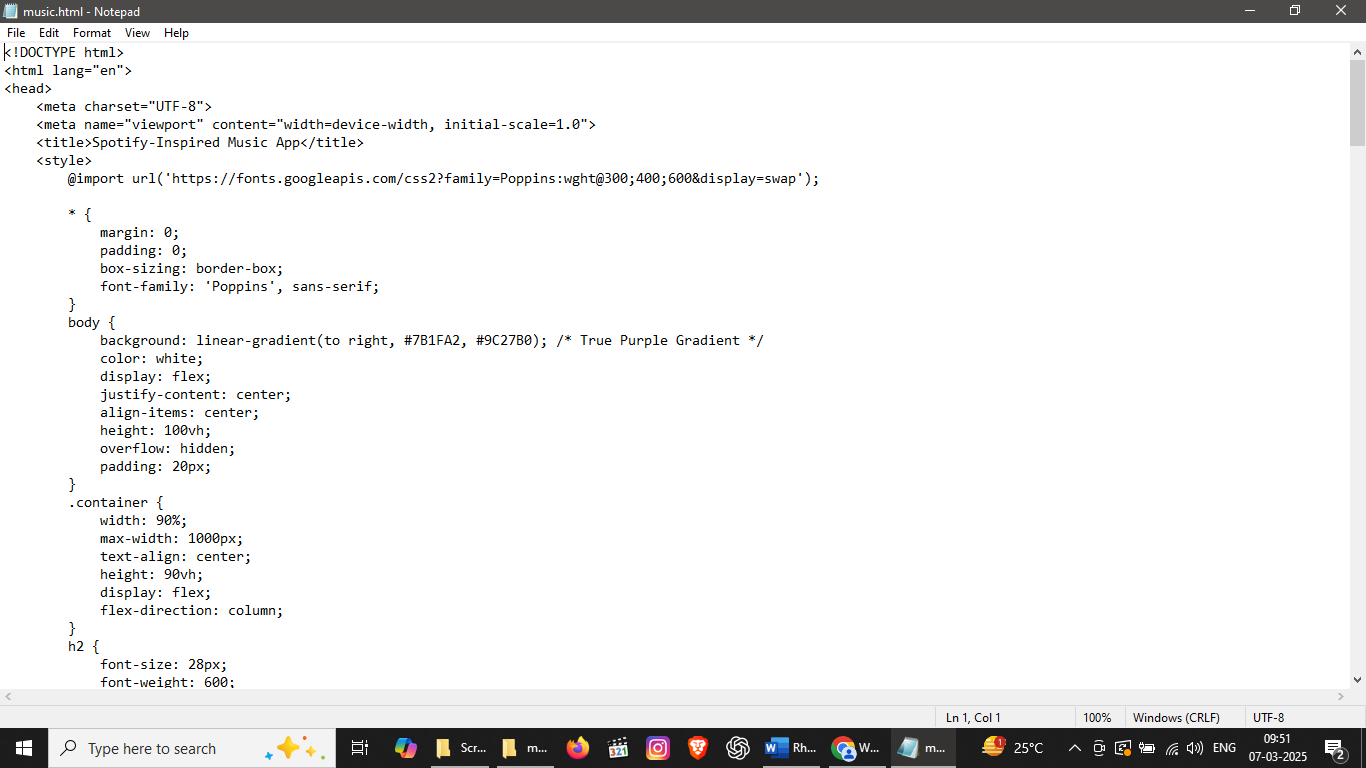 music.html - Notepad
File Edit Format View Help
<!DOCTYPE html>
<html lang="en">
<head>
    <meta charset="UTF-8">
    <meta name="viewport" content="width=device-width, initial-scale=1.0">
    <title>Spotify-Inspired Music App</title>
    <style>
        @import url('https://fonts.googleapis.com/css2?family=Poppins:wght@300;400;600&display=swap');

        * {
            margin: 0;
            padding: 0;
            box-sizing: border-box;
            font-family: 'Poppins', sans-serif;
        }
        body {
            background: linear-gradient(to right, #7B1FA2, #9C27B0); /* True Purple Gradient */
            color: white;
            display: flex;
            justify-content: center;
            align-items: center;
            height: 100vh;
            overflow: hidden;
            padding: 20px;
        }
        .container {
            width: 90%;
            max-width: 1000px;
            text-align: center;
            height: 90vh;
            display: flex;
            flex-direction: column;
        }
        h2 {
            font-size: 28px;
            font-weight: 600;
Ln 1, Col 1 100% Windows (CRLF) UTF-8
Type here to search Scr... m... 321 Rh... W... m... 1 25°C ENG 09:51
07-03-2025 2